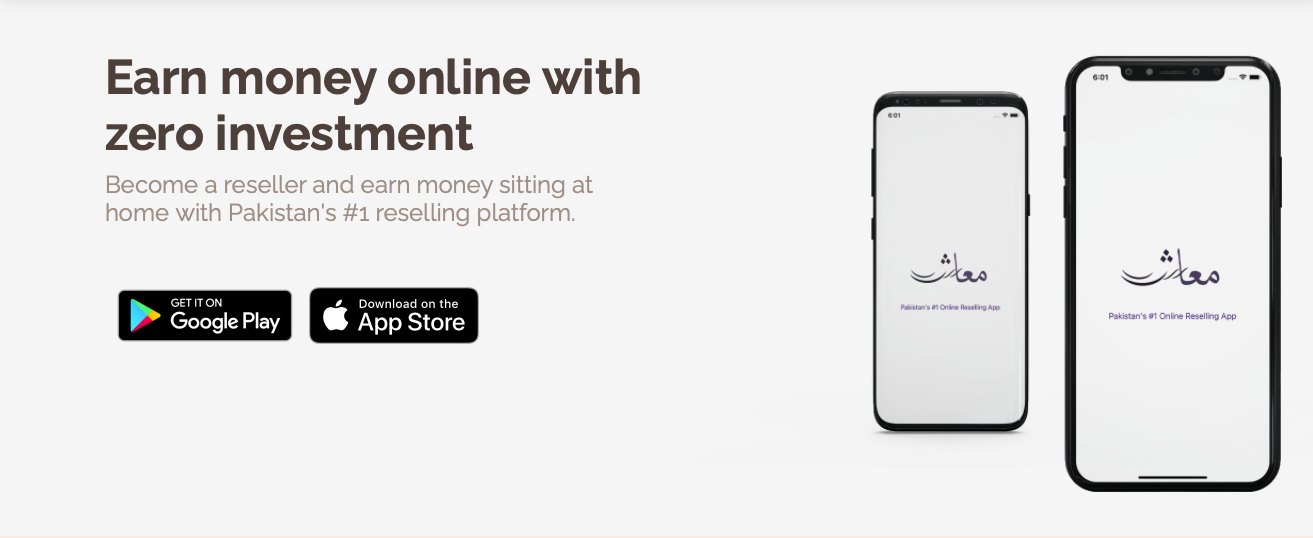 Earn money online with
zero investment
Become a reseller and earn money sitting at
home with Pakistan's #1 reselling platform.
GET IT ON
Google Play
Download on the
App Store
6:01
معاش
Pakistan's #1 Online Reselling App
6:01
معاش
Pakistan's #1 Online Reselling App